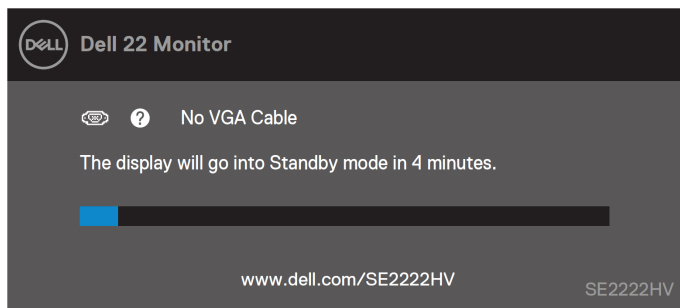 DELL Dell 22 Monitor
? No VGA Cable
The display will go into Standby mode in 4 minutes.
www.dell.com/SE2222HV
SE2222HV